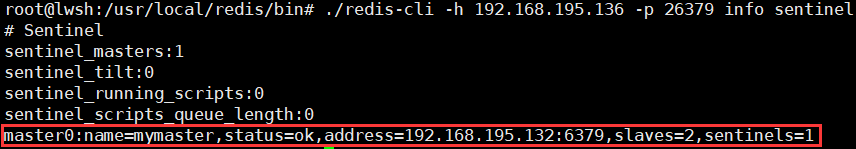 root@lwsh:/usr/local/redis/bin# ./redis-cli -h 192.168.195.136 -p 26379 info sentinel
# Sentinel
sentinel_masters:1
sentinel_tilt:0
sentinel_running_scripts:0
sentinel_scripts_queue_length:0
master0:name=mymaster,status=ok,address=192.168.195.132:6379,slaves=2,sentinels=1